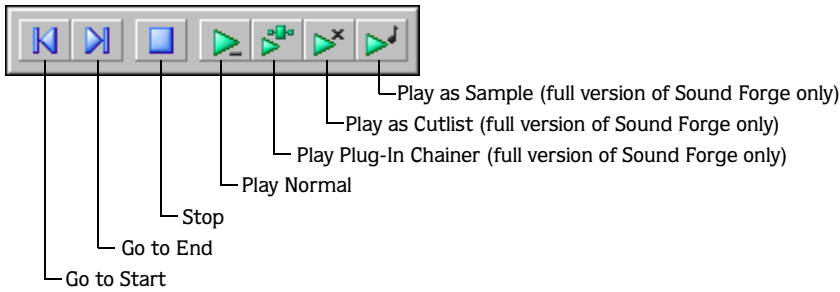 Play as Sample (full version of Sound Forge only)
Play as Cutlist (full version of Sound Forge only)
Play Plug-In Chainer (full version of Sound Forge only)
Play Normal
Stop
Go to End
Go to Start